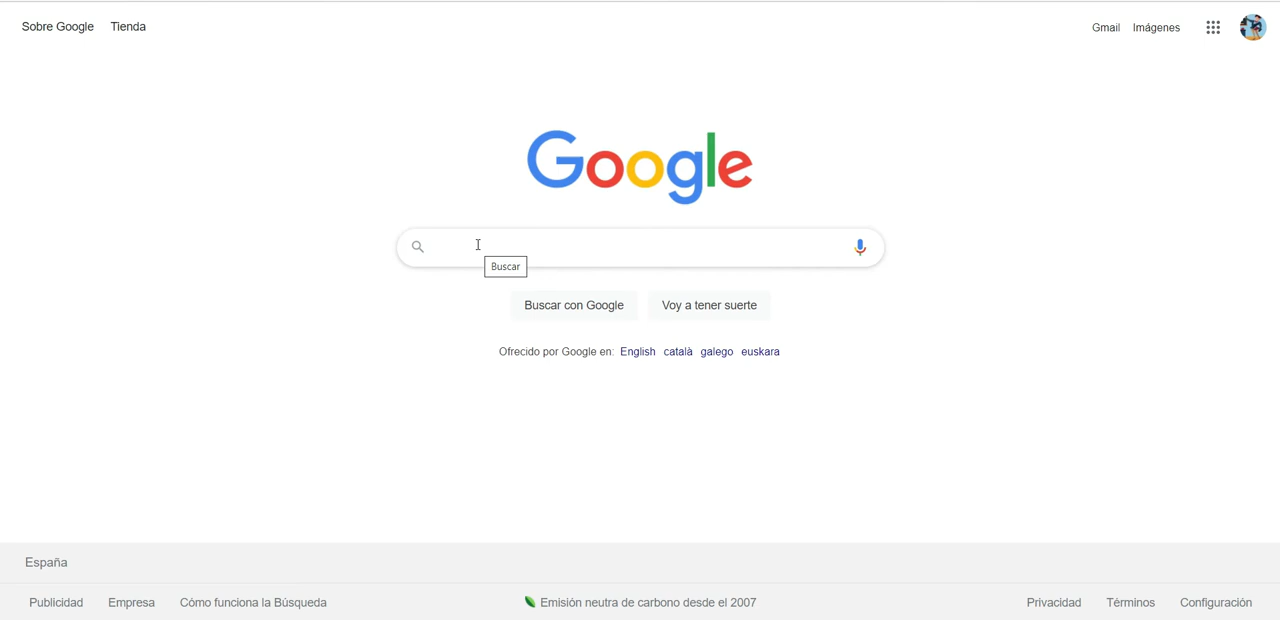 Sobre Google Tienda
Gmail Imágenes
Google
Buscar
Buscar con Google Voy a tener suerte
Ofrecido por Google en: English català galego euskara
España
Publicidad Empresa Cómo funciona la Búsqueda
Emisión neutra de carbono desde el 2007
Privacidad Términos Configuración